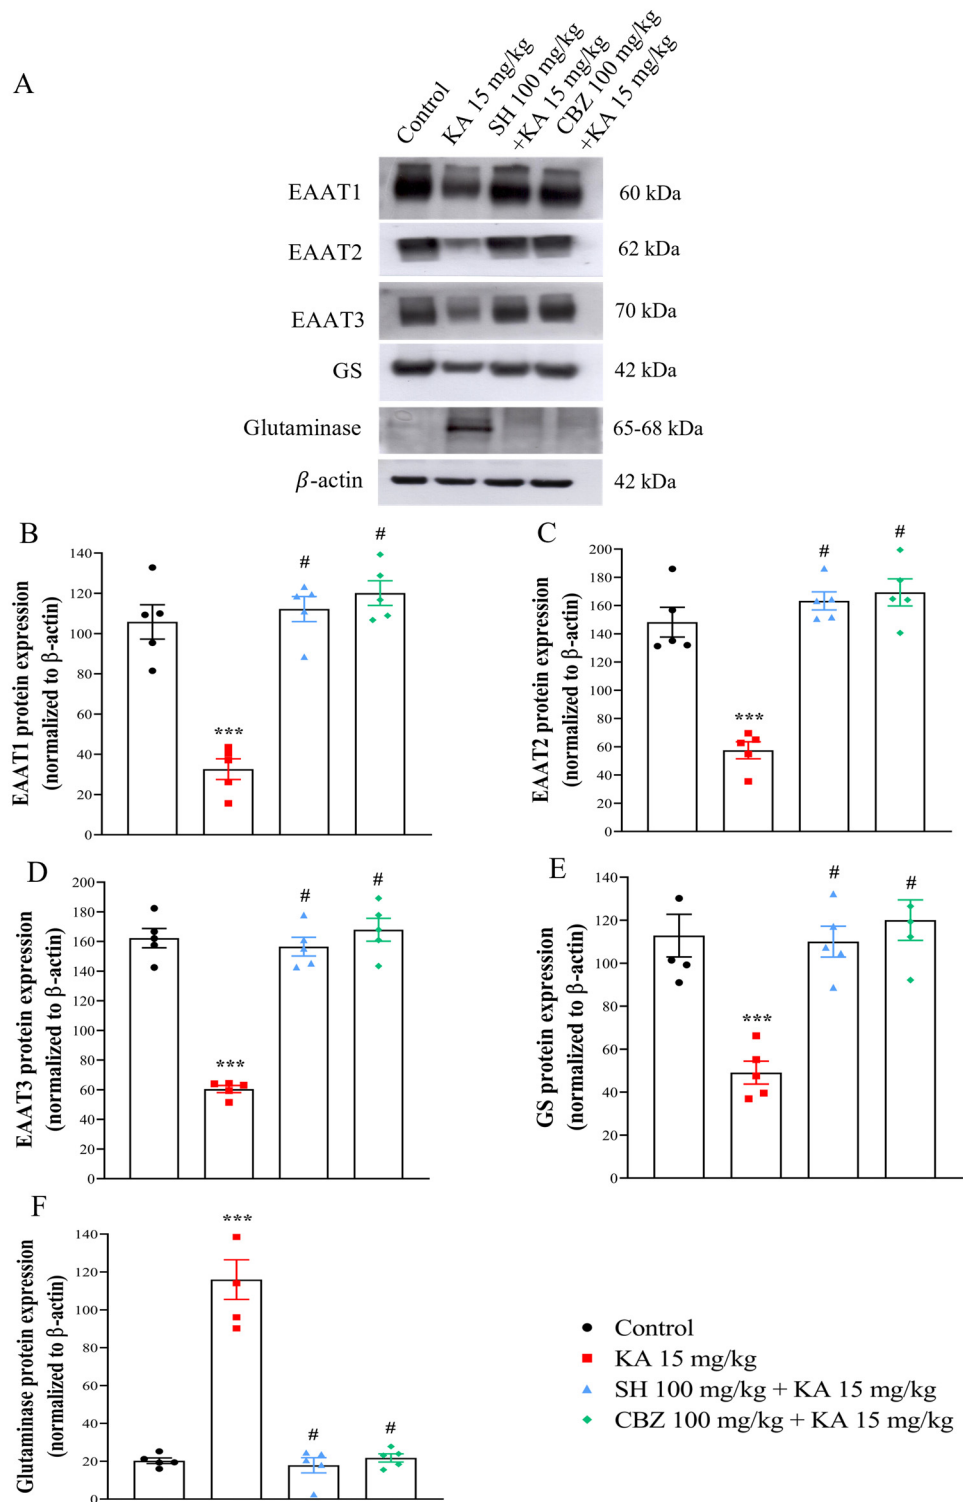 A
Control
KA 15 mg/kg
SH 100 mg/kg
+KA 15 mg/kg
CBZ 100 mg/kg
+KA 15 mg/kg
EAAT1
60 kDa
EAAT2
62 kDa
EAAT3
70 kDa
GS
42 kDa
Glutaminase
65-68 kDa
β-actin
42 kDa
B
EAAT1 protein expression
(normalized to β-actin)
140
120
100
80
60
40
20
0
***
#
#
C
EAAT2 protein expression
(normalized to β-actin)
200
180
160
140
120
100
80
60
40
20
0
***
#
#
D
EAAT3 protein expression
(normalized to β-actin)
200
180
160
140
120
100
80
60
40
20
0
***
#
#
E
GS protein expression
(normalized to β-actin)
140
120
100
80
60
40
20
0
***
#
#
F
Glutaminase protein expression
(normalized to β-actin)
140
120
100
80
60
40
20
0
***
#
#
Control
KA 15 mg/kg
SH 100 mg/kg + KA 15 mg/kg
CBZ 100 mg/kg + KA 15 mg/kg